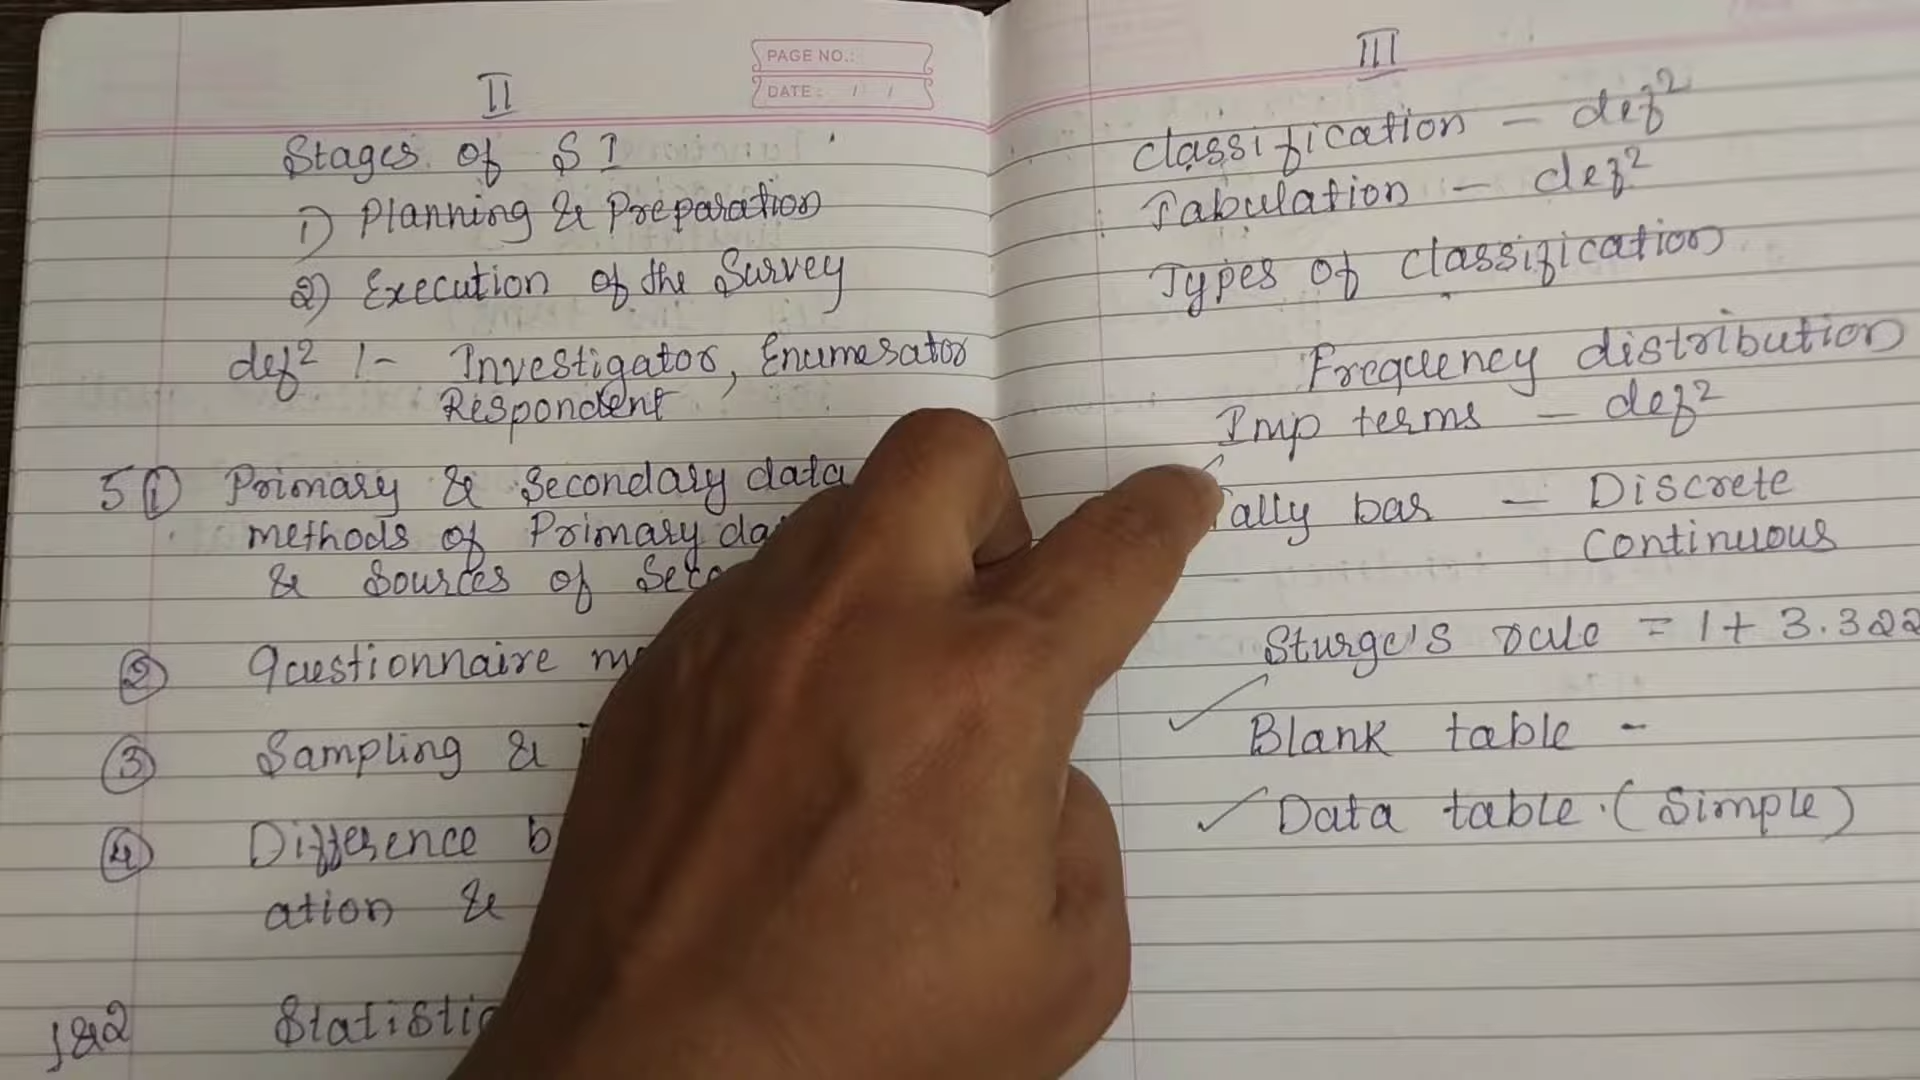 II
PAGE NO.:
DATE: / /
Stages of S I
1) Planning & Preparation
2) Execution of the Survey
def² :- Investigator, Enumerator
Respondent
5 ① Primary & Secondary data
methods of Primary
& Sources of
② Questionnaire
③ Sampling &
④ Difference
ation &
1&2
III
Classification – def²
Tabulation – def²
Types of classification
Frequency distribution
Imp terms – def²
Tally bar – Discrete
Continuous
Sturge's rule = 1 + 3.322
✓ Blank table -
✓ Data table. (Simple)